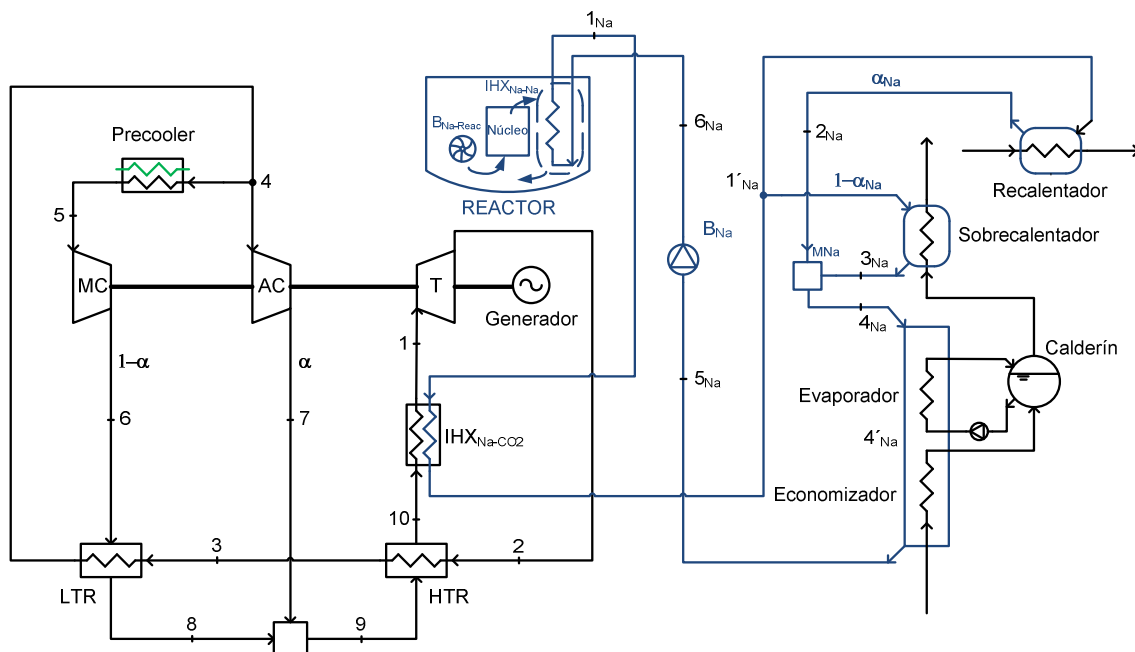 1Na
αNa
IHXNa-Na
BNa-Reac
Núcleo
REACTOR
Precooler
6Na
2Na
Recalentador
4
1´Na
1−αNa
5
BNa
Sobrecalentador
MNa
3Na
MC
AC
T
Generador
4Na
1
Calderín
1−α
α
5Na
Evaporador
6
7
IHXNa-CO2
4´Na
Economizador
10
3
2
LTR
HTR
8
9